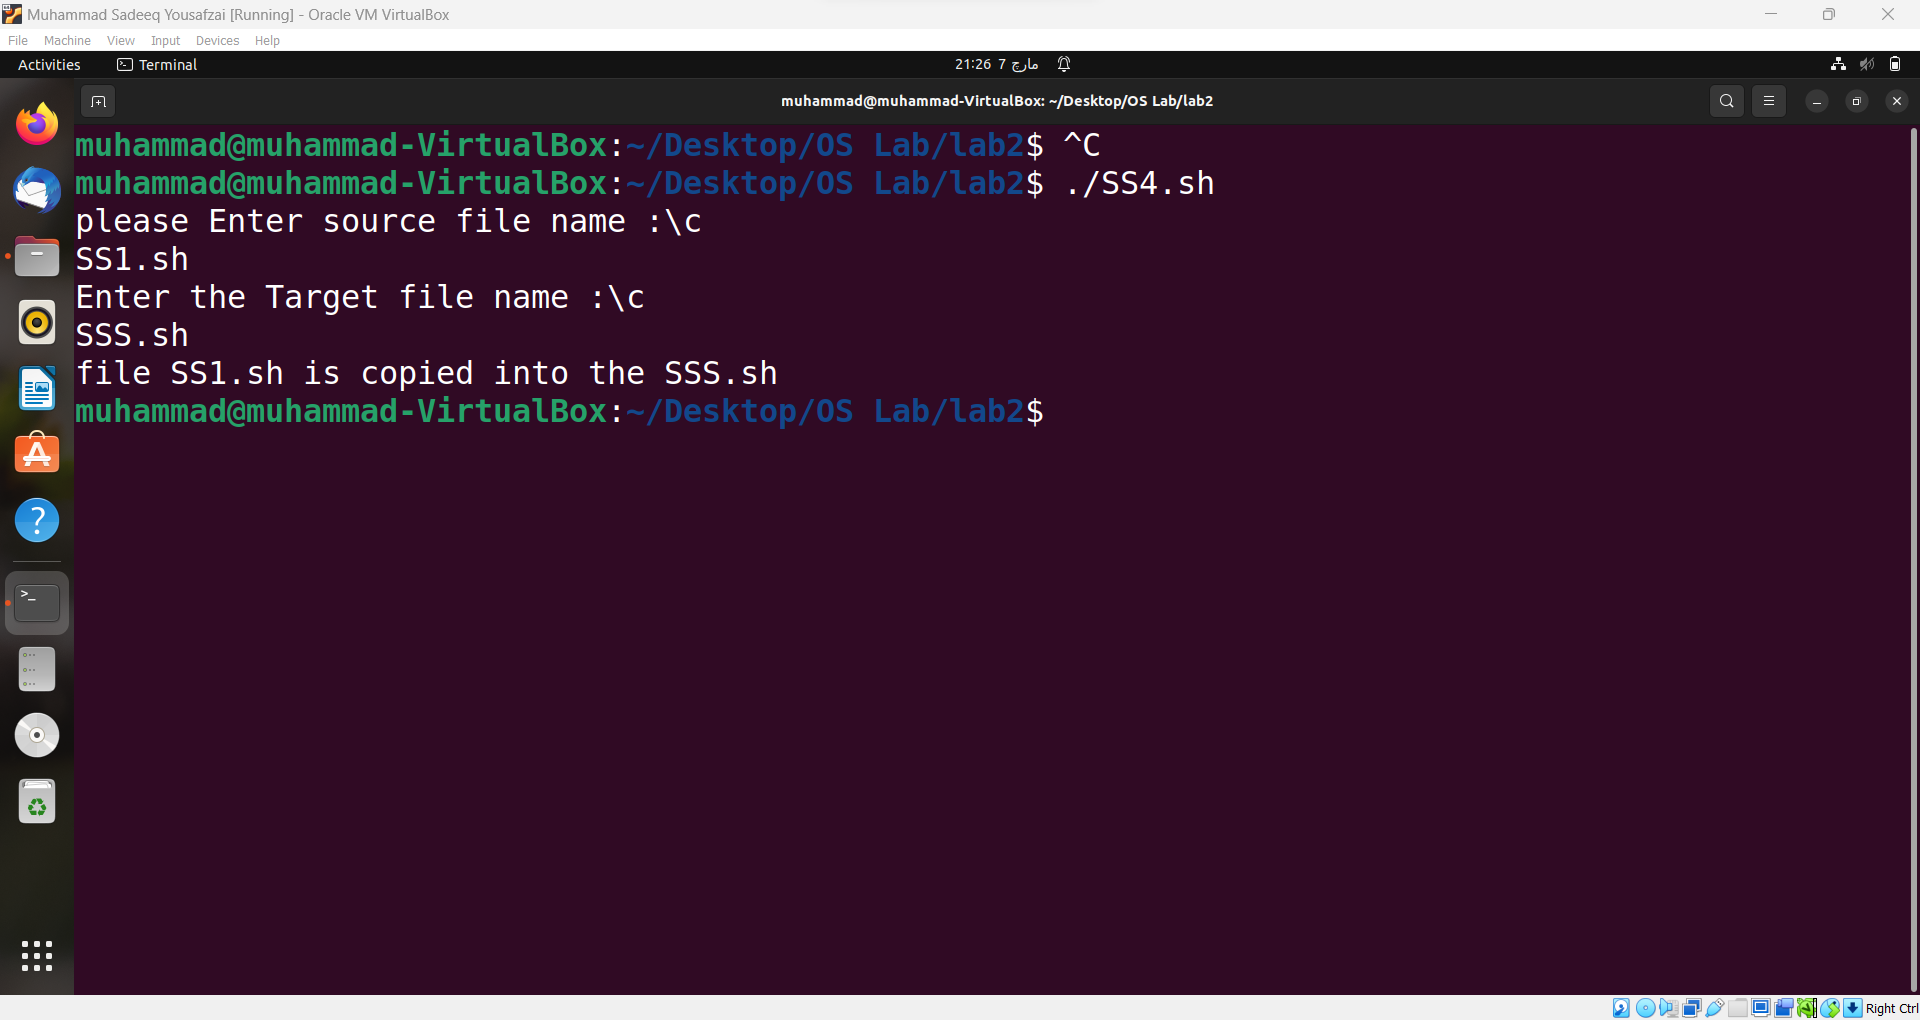 Muhammad Sadeeq Yousafzai [Running] - Oracle VM VirtualBox
File Machine View Input Devices Help
Activities Terminal 21:26 7 مارچ
muhammad@muhammad-VirtualBox: ~/Desktop/OS Lab/lab2
muhammad@muhammad-VirtualBox:~/Desktop/OS Lab/lab2$ ^C
muhammad@muhammad-VirtualBox:~/Desktop/OS Lab/lab2$ ./SS4.sh
please Enter source file name :\c
SS1.sh
Enter the Target file name :\c
SSS.sh
file SS1.sh is copied into the SSS.sh
muhammad@muhammad-VirtualBox:~/Desktop/OS Lab/lab2$
Right Ctrl